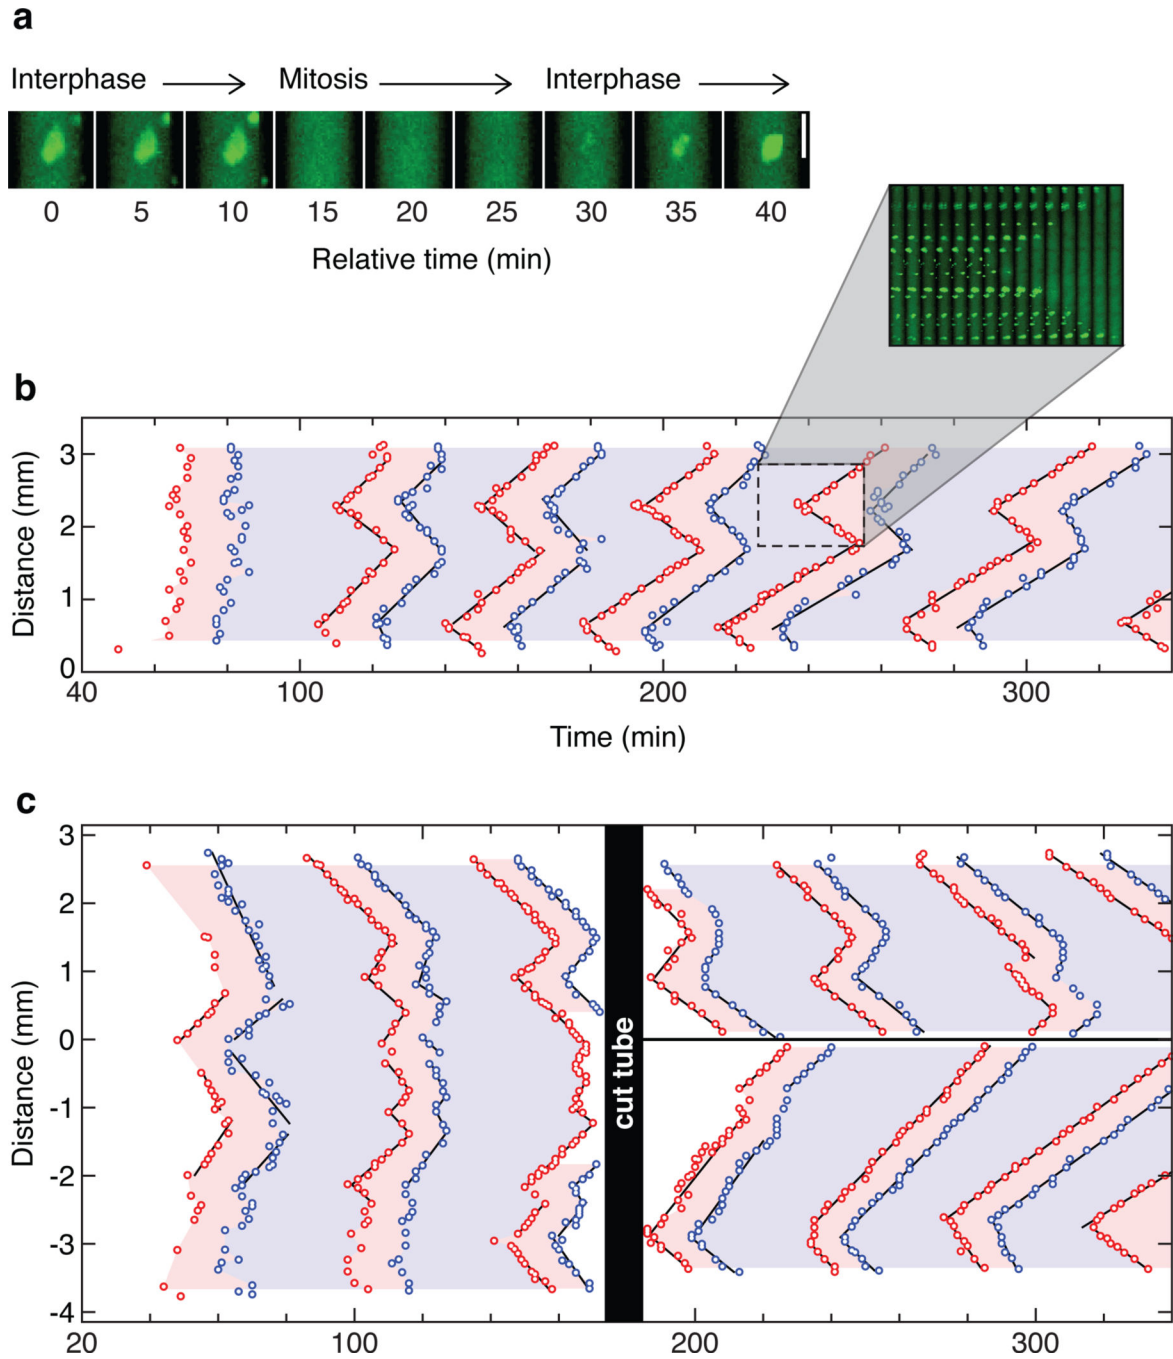 a
Interphase Mitosis Interphase
0 5 10 15 20 25 30 35 40
Relative time (min)
b
Distance (mm)
3
2
1
0
40 100 200 300
Time (min)
c
Distance (mm)
3
2
1
0
-1
-2
-3
-4
cut tube
20 100 200 300